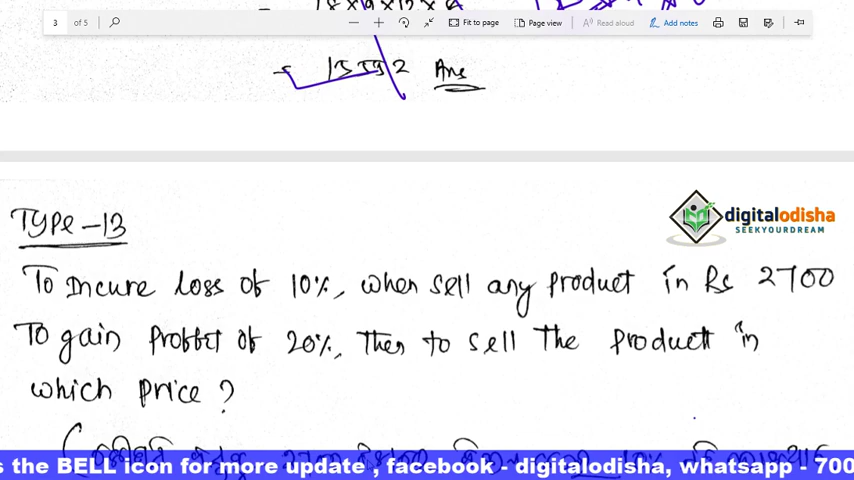 3 of 5 Fit to page Page view Read aloud Add notes
13592 Ans
TYPE-13
digitalodisha
SEEKYOURDREAM
To Incure loss of 10%, when sell any product in Rs 2700
To gain profit of 20%, Then to sell The product in
which price ?
s the BELL icon for more update , facebook - digitalodisha, whatsapp - 700